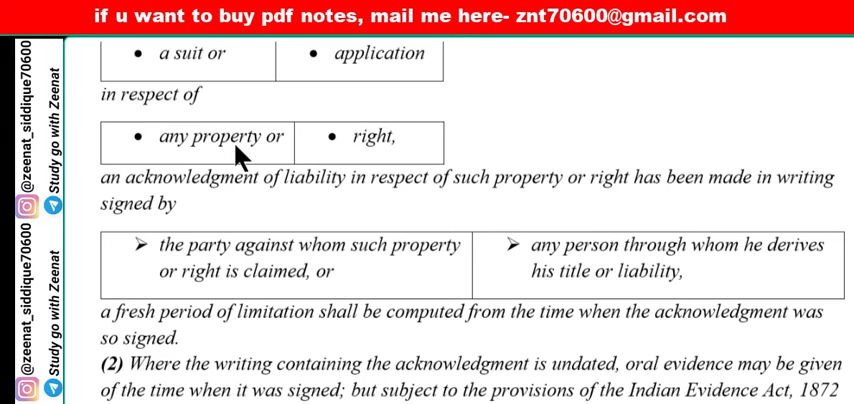 if u want to buy pdf notes, mail me here- znt70600@gmail.com
• a suit or • application
in respect of
• any property or • right,
an acknowledgment of liability in respect of such property or right has been made in writing
signed by
➢ the party against whom such property ➢ any person through whom he derives
or right is claimed, or his title or liability,
a fresh period of limitation shall be computed from the time when the acknowledgment was
so signed.
(2) Where the writing containing the acknowledgment is undated, oral evidence may be given
of the time when it was signed; but subject to the provisions of the Indian Evidence Act, 1872
@zeenat_siddique70600
Study go with Zeenat
@zeenat_siddique70600
Study go with Zeenat